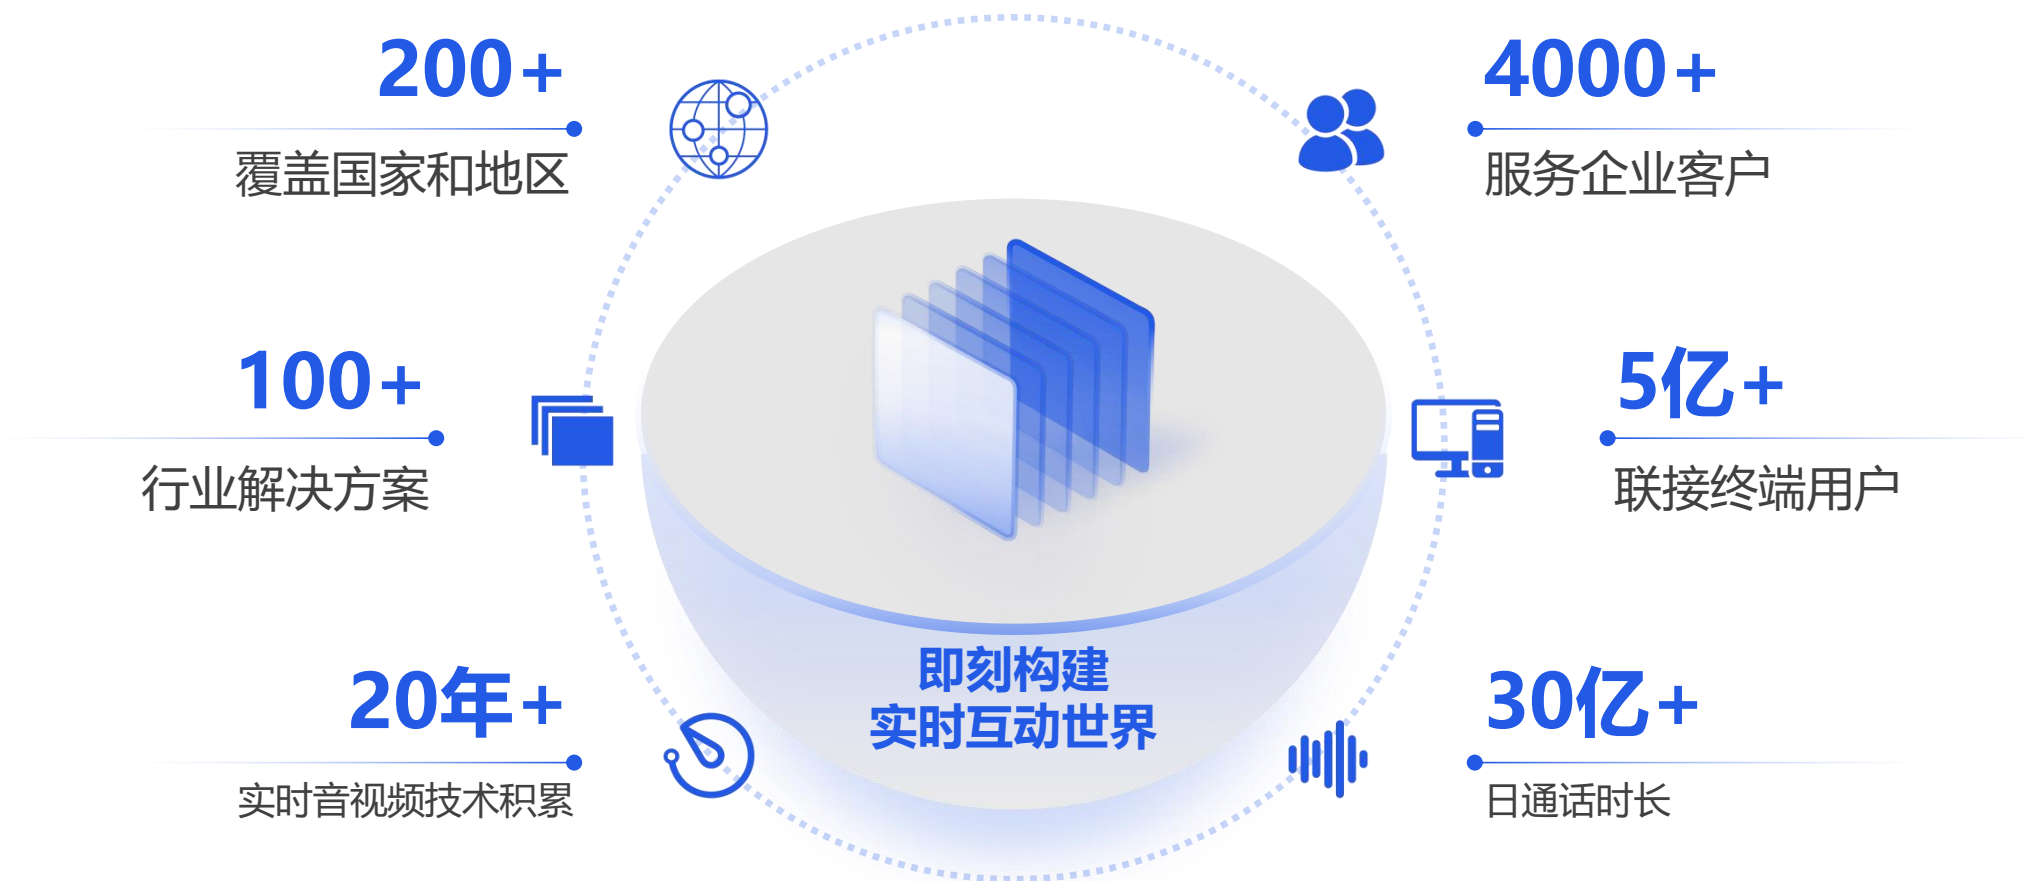 200+
覆盖国家和地区
4000+
服务企业客户
100+
行业解决方案
5亿+
联接终端用户
20年+
实时音视频技术积累
即刻构建
实时互动世界
30亿+
日通话时长